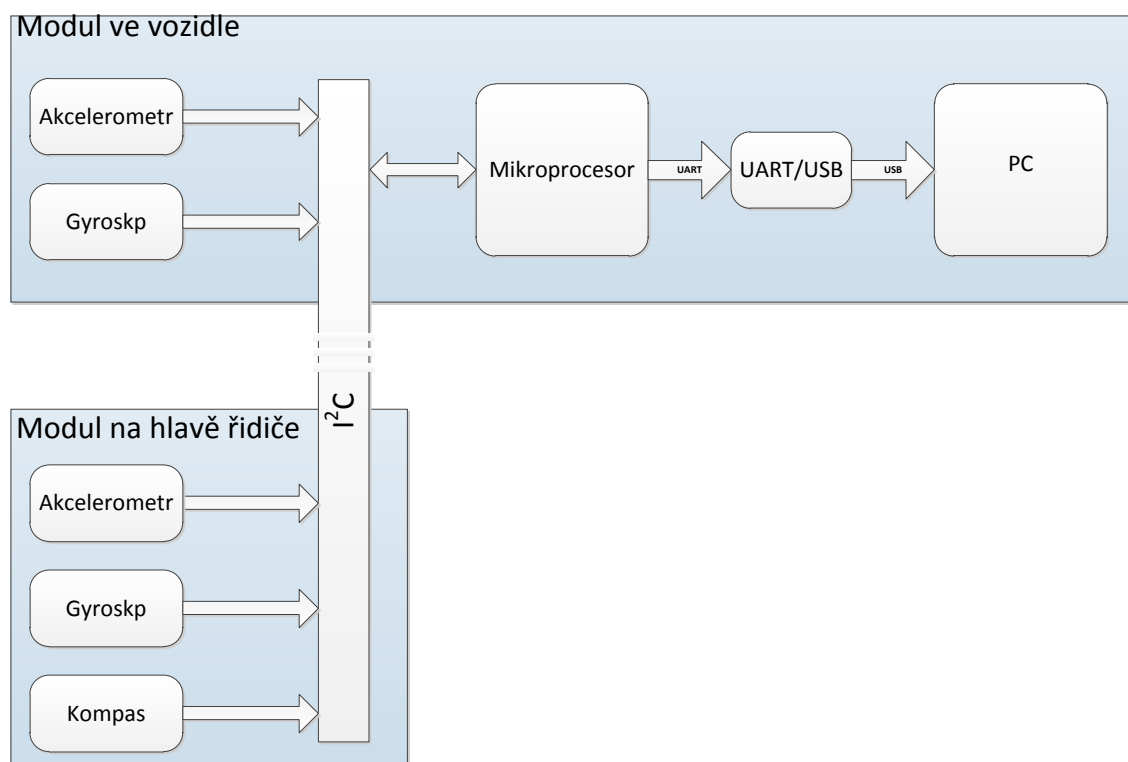 Modul ve vozidle
Akcelerometr
Gyroskp
Mikroprocesor
UART
UART/USB
USB
PC
I²C
Modul na hlavě řidiče
Akcelerometr
Gyroskp
Kompas